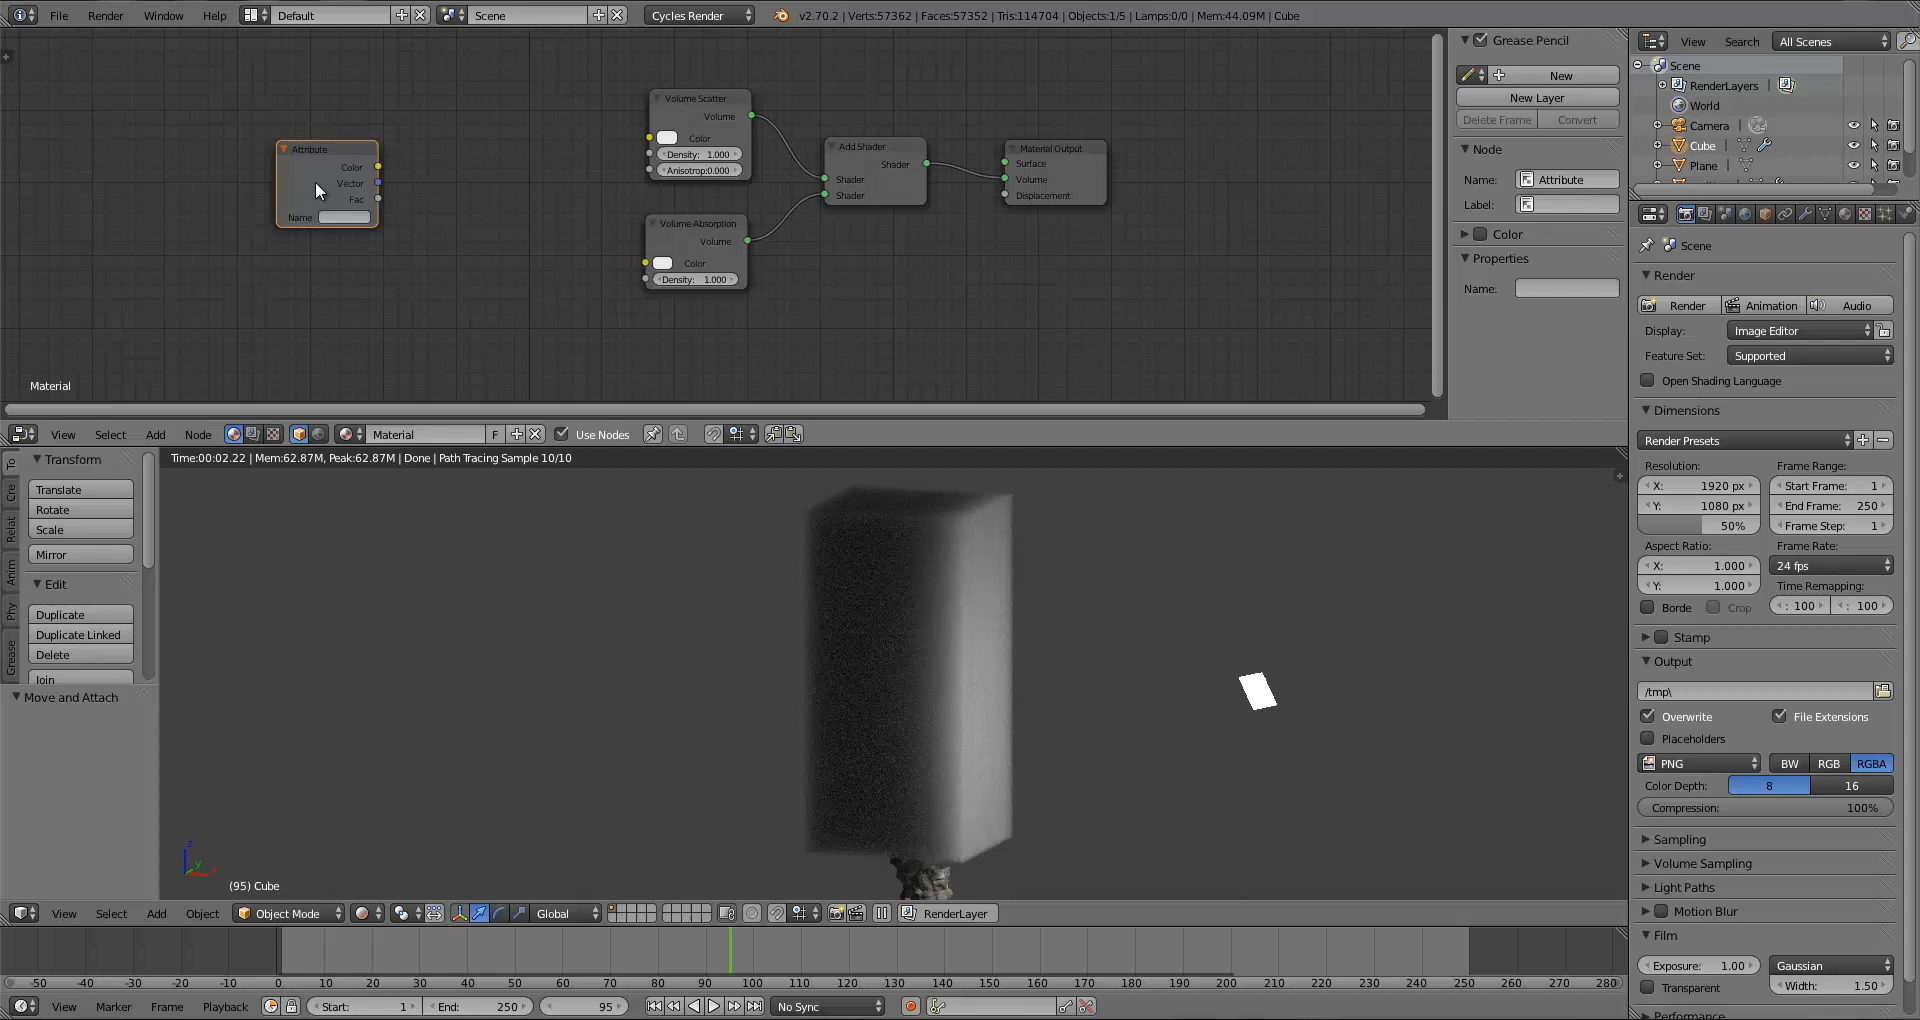 File Render Window Help Default Scene Cycles Render v2.70.2 | Verts:57362 | Faces:57352 | Tris:114704 | Objects:1/5 | Lamps:0/0 | Mem:44.09M | Cube
Attribute
Color
Vector
Fac
Name
Volume Scatter
Volume
Color
Density: 1.000
Anisotrop:0.000
Volume Absorption
Volume
Color
Density: 1.000
Add Shader
Shader
Shader
Shader
Material Output
Surface
Volume
Displacement
Material
Grease Pencil
New
New Layer
Delete Frame Convert
Node
Name: Attribute
Label:
Color
Properties
Name:
View Search All Scenes
Scene
RenderLayers |
World
Camera
Cube
Plane
Scene
Render
Render Animation Audio
Display: Image Editor
Feature Set: Supported
Open Shading Language
Dimensions
Render Presets
Resolution: Frame Range:
X: 1920 px Start Frame: 1
Y: 1080 px End Frame: 250
50% Frame Step: 1
Aspect Ratio: Frame Rate:
X: 1.000 24 fps
Y: 1.000 Time Remapping:
Borde Crop : 100 : 100
Stamp
Output
/tmp\
Overwrite File Extensions
Placeholders
PNG BW RGB RGBA
Color Depth: 8 16
Compression: 100%
Sampling
Volume Sampling
Light Paths
Motion Blur
Film
Exposure: 1.00 Gaussian
Transparent Width: 1.50
Performance
View Select Add Node Material F Use Nodes
Transform
Translate
Rotate
Scale
Mirror
Edit
Duplicate
Duplicate Linked
Delete
Join
Move and Attach
To
Cre
Relat
Anim
Phy
Grease
Time:00:02.22 | Mem:62.87M, Peak:62.87M | Done | Path Tracing Sample 10/10
z
y
x
(95) Cube
View Select Add Object Object Mode Global RenderLayer
-50 -40 -30 -20 -10 0 10 20 30 40 50 60 70 80 90 100 110 120 130 140 150 160 170 180 190 200 210 220 230 240 250 260 270 280
View Marker Frame Playback Start: 1 End: 250 95 No Sync